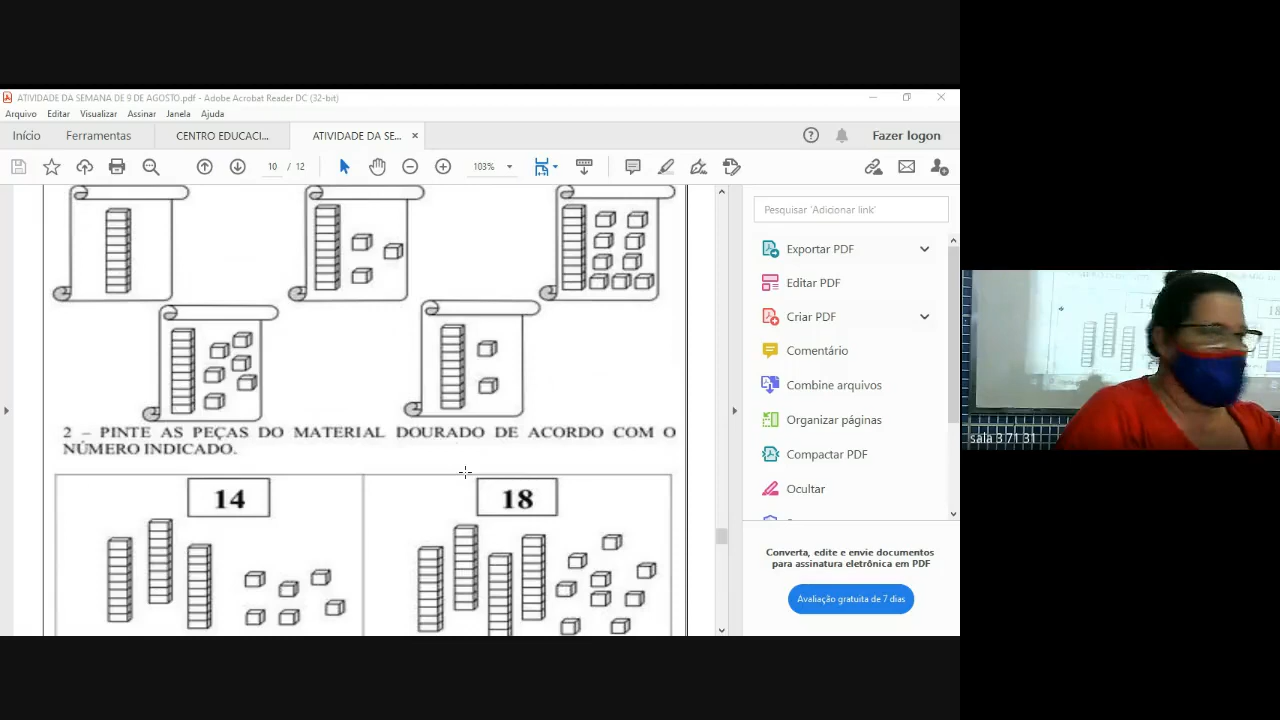 ATIVIDADE DA SEMANA DE 9 DE AGOSTO.pdf - Adobe Acrobat Reader DC (32-bit)
Arquivo Editar Visualizar Assinar Janela Ajuda
Início Ferramentas CENTRO EDUCACI... ATIVIDADE DA SE... Fazer logon
10 / 12 103%
Pesquisar 'Adicionar link'
Exportar PDF
Editar PDF
Criar PDF
Comentário
Combine arquivos
Organizar páginas
Compactar PDF
Ocultar
Converta, edite e envie documentos
para assinatura eletrônica em PDF
Avaliação gratuita de 7 dias
2 – PINTE AS PEÇAS DO MATERIAL DOURADO DE ACORDO COM O
NÚMERO INDICADO.
14 18
sala 3 71 31